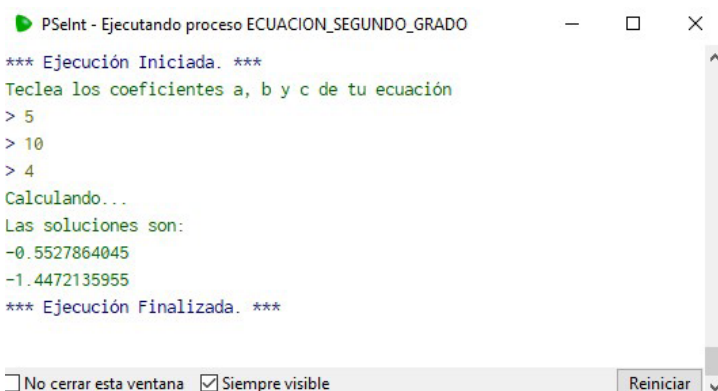 PSeInt - Ejecutando proceso ECUACION_SEGUNDO_GRADO
*** Ejecución Iniciada. ***
Teclea los coeficientes a, b y c de tu ecuación
> 5
> 10
> 4
Calculando...
Las soluciones son:
-0.5527864045
-1.4472135955
*** Ejecución Finalizada. ***
No cerrar esta ventana Siempre visible Reiniciar